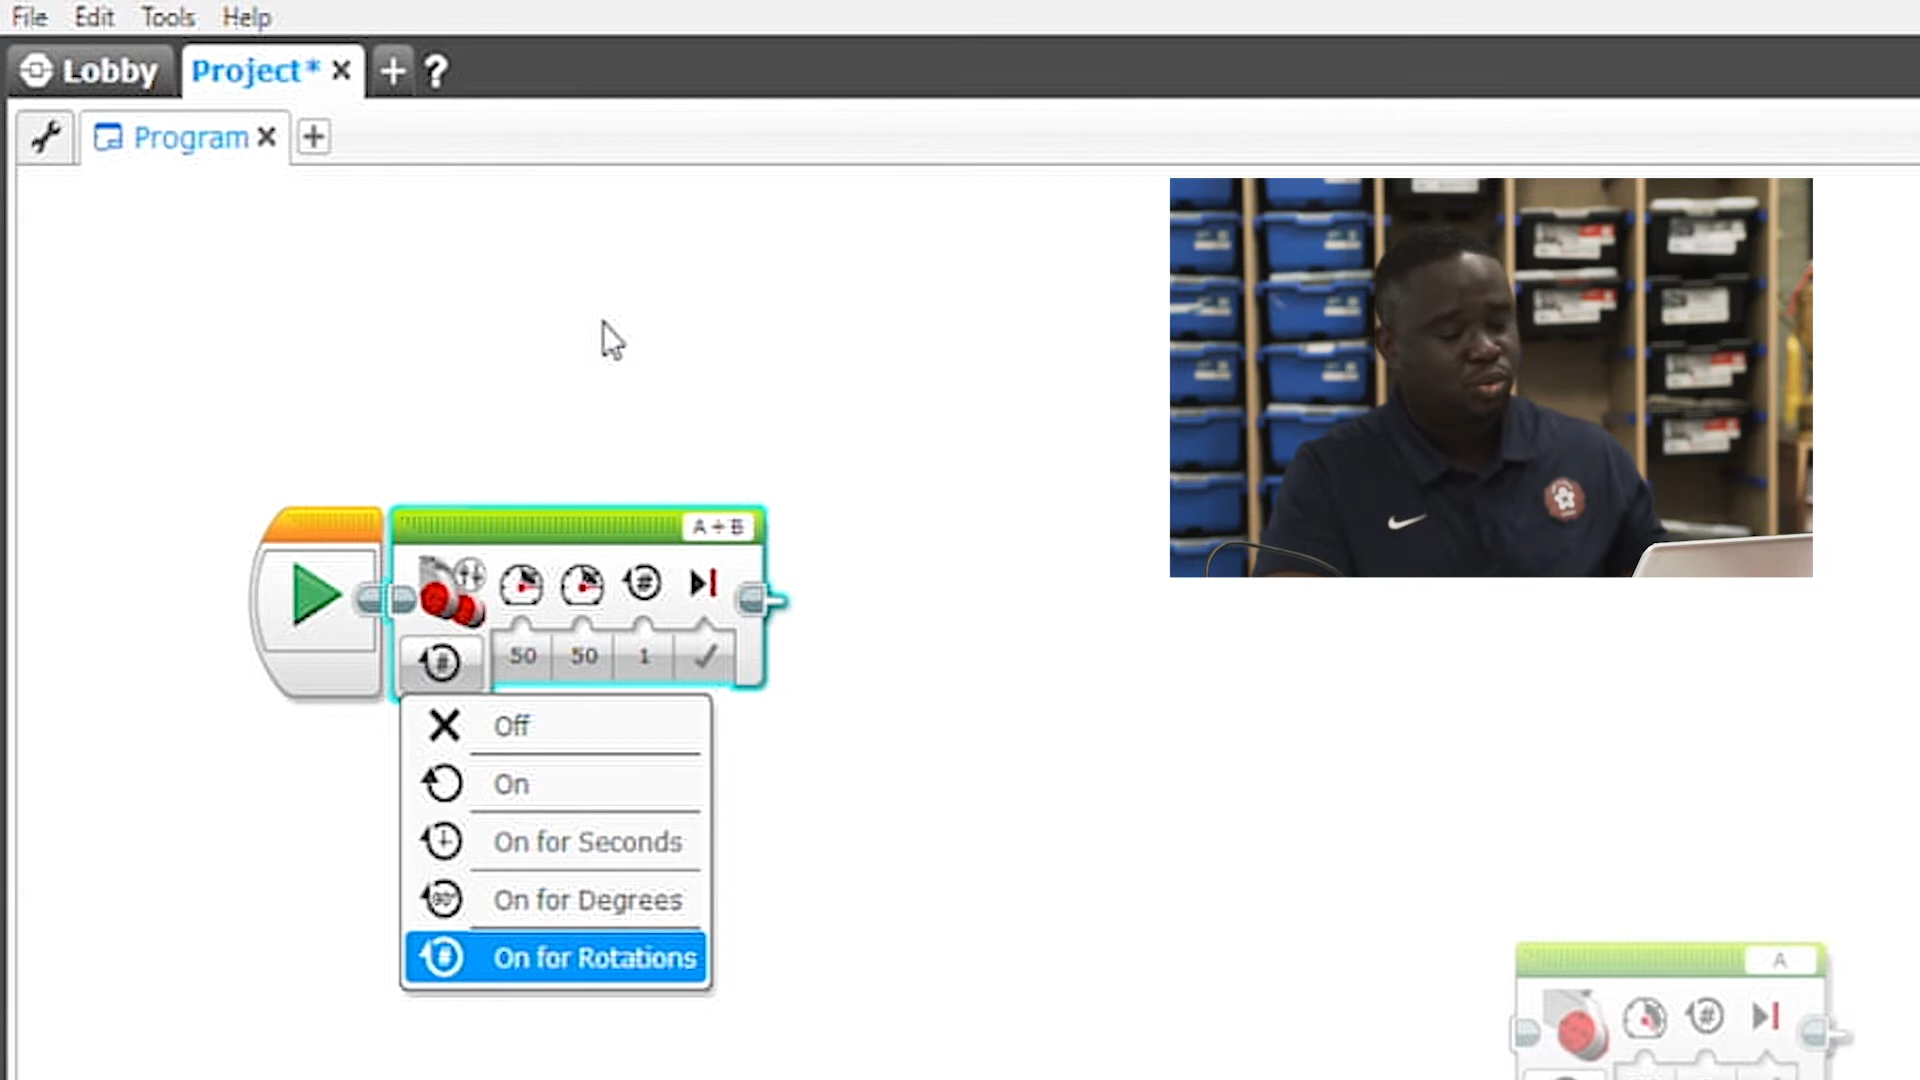 File Edit Tools Help
Lobby Project* × + ?
Program × +
A+B
#
# 50 50 1
Off
On
On for Seconds
90° On for Degrees
# On for Rotations
A
#